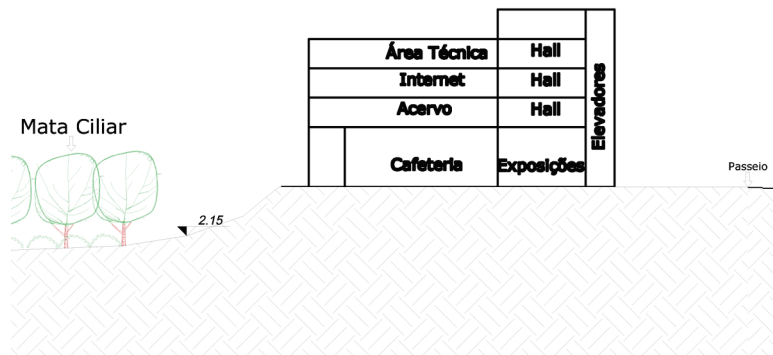 Área Técnica Hall
Internet Hall
Acervo Hall
Elevadores
Mata Ciliar
Cafeteria Exposições
Passeio
2.15